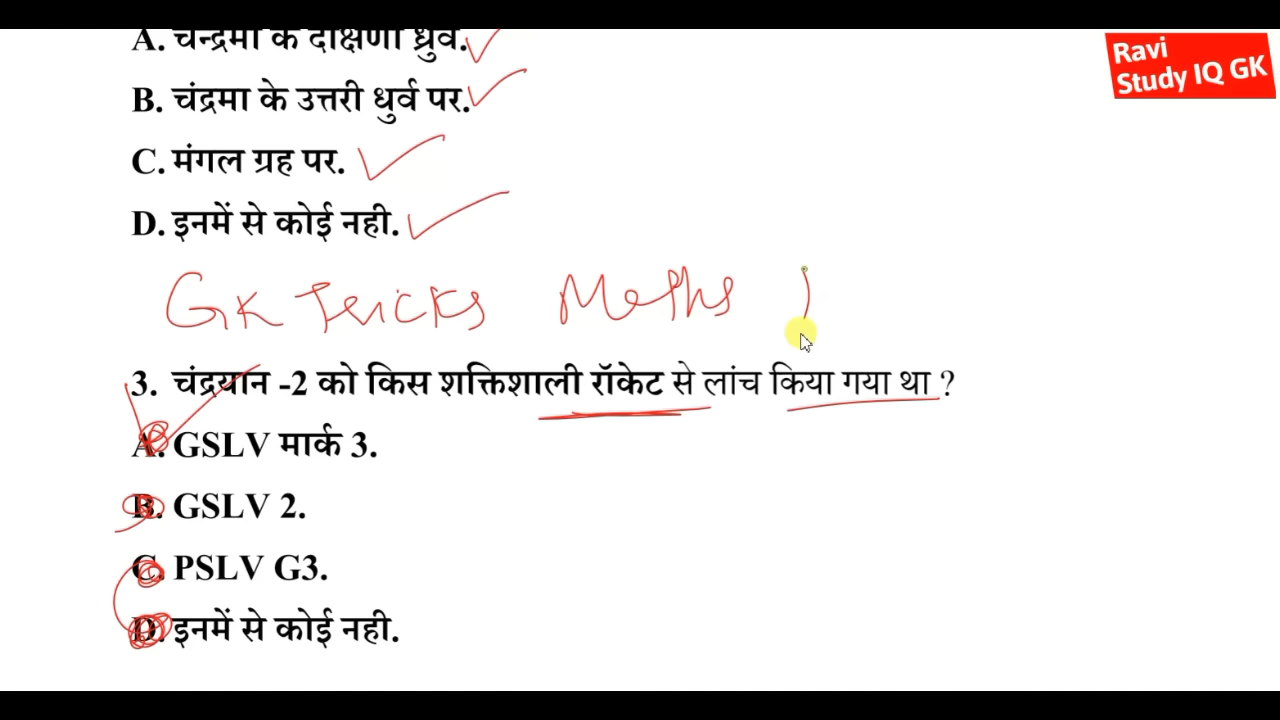 A. चन्द्रमा के दक्षिणी ध्रुव.
Ravi
Study IQ GK
B. चंद्रमा के उत्तरी धुर्व पर.
C. मंगल ग्रह पर.
D. इनमें से कोई नही.
GK Tricks Maths
3. चंद्रयान -2 को किस शक्तिशाली रॉकेट से लांच किया गया था ?
A. GSLV मार्क 3.
B. GSLV 2.
C. PSLV G3.
D. इनमें से कोई नही.